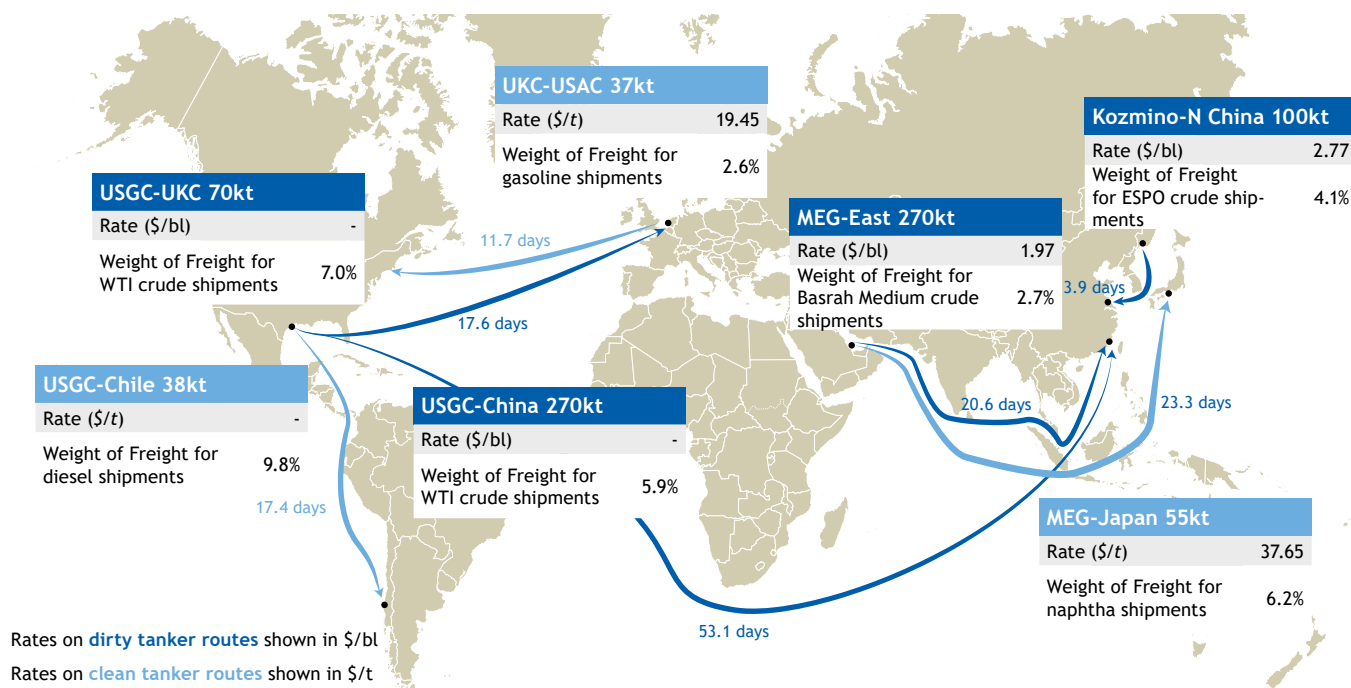 UKC-USAC 37kt
Rate ($/t) 19.45
Weight of Freight for
gasoline shipments 2.6%
Kozmino-N China 100kt
Rate ($/bl) 2.77
Weight of Freight
for ESPO crude ship-
ments 4.1%
USGC-UKC 70kt
Rate ($/bl) -
Weight of Freight for
WTI crude shipments 7.0%
MEG-East 270kt
Rate ($/bl) 1.97
Weight of Freight for
Basrah Medium crude
shipments 2.7%
11.7 days
3.9 days
17.6 days
USGC-Chile 38kt
Rate ($/t) -
Weight of Freight for
diesel shipments 9.8%
USGC-China 270kt
Rate ($/bl) -
Weight of Freight for
WTI crude shipments 5.9%
20.6 days
23.3 days
17.4 days
MEG-Japan 55kt
Rate ($/t) 37.65
Weight of Freight for
naphtha shipments 6.2%
53.1 days
Rates on dirty tanker routes shown in $/bl
Rates on clean tanker routes shown in $/t